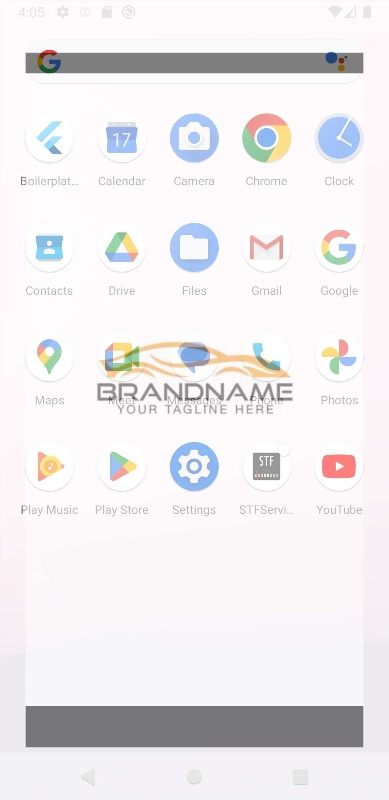 4:05
Boilerplat...
Calendar
Camera
Chrome
Clock
17
Contacts
Drive
Files
Gmail
Google
Maps
Meet
Messages
Phone
Photos
BRANDNAME
YOUR TAGLINE HERE
STF
Play Music
Play Store
Settings
STFServi...
YouTube